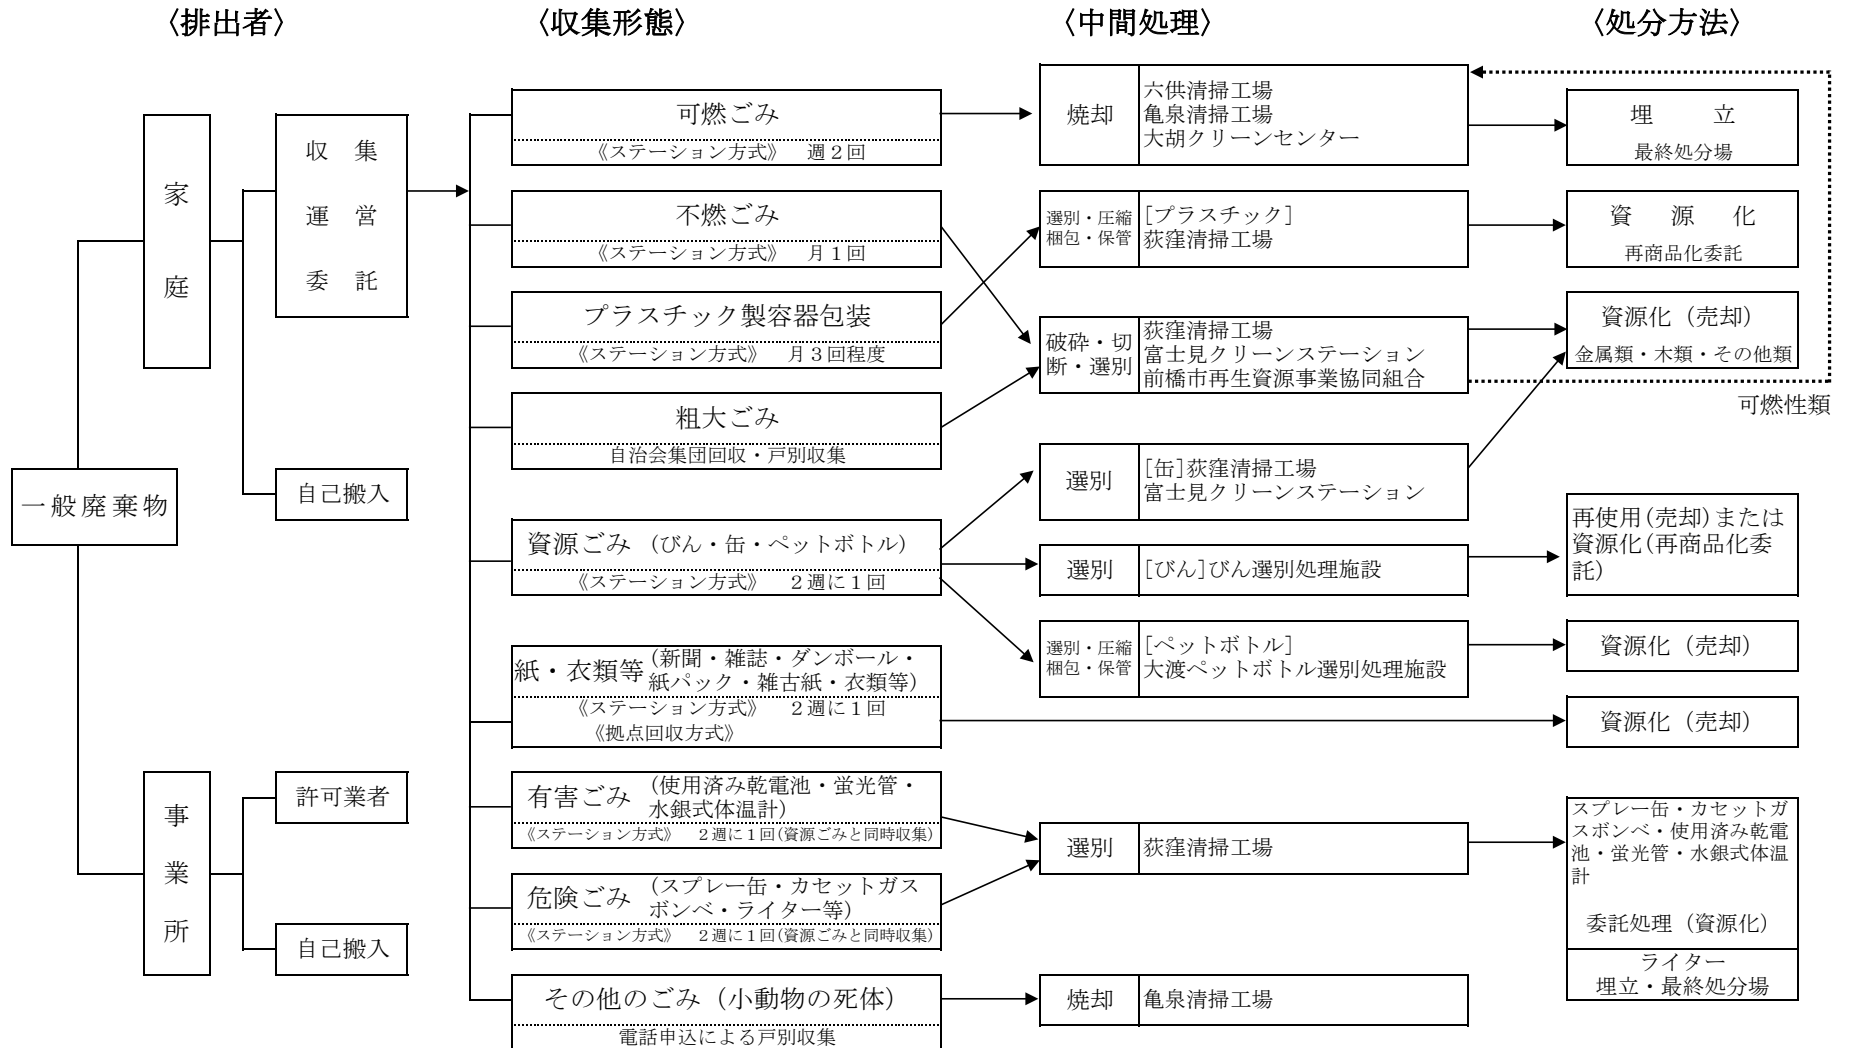 〈排出者〉
〈収集形態〉
〈中間処理〉
〈処分方法〉
一般廃棄物
家庭
収集
運営
委託
自己搬入
事業所
許可業者
自己搬入
可燃ごみ
《ステーション方式》 週２回
不燃ごみ
《ステーション方式》 月１回
プラスチック製容器包装
《ステーション方式》 月３回程度
粗大ごみ
自治会集団回収・戸別収集
資源ごみ（びん・缶・ペットボトル）
《ステーション方式》 ２週に１回
紙・衣類等
（新聞・雑誌・ダンボール・
紙パック・雑古紙・衣類等）
《ステーション方式》 ２週に１回
《拠点回収方式》
有害ごみ
（使用済み乾電池・蛍光管・
水銀式体温計）
《ステーション方式》 ２週に１回(資源ごみと同時収集)
危険ごみ
（スプレー缶・カセットガス
ボンベ・ライター等）
《ステーション方式》 ２週に１回(資源ごみと同時収集)
その他のごみ（小動物の死体）
電話申込による戸別収集
焼却
六供清掃工場
亀泉清掃工場
大胡クリーンセンター
選別・圧縮
梱包・保管
[プラスチック]
荻窪清掃工場
破砕・切
断・選別
荻窪清掃工場
富士見クリーンステーション
前橋市再生資源事業協同組合
選別
[缶]荻窪清掃工場
富士見クリーンステーション
選別
[びん]びん選別処理施設
選別・圧縮
梱包・保管
[ペットボトル]
大渡ペットボトル選別処理施設
選別
荻窪清掃工場
焼却
亀泉清掃工場
埋立
最終処分場
資源化
再商品化委託
資源化（売却）
金属類・木類・その他類
可燃性類
再使用(売却)または
資源化(再商品化委
託)
資源化（売却）
資源化（売却）
スプレー缶・カセットガ
スボンベ・使用済み乾電
池・蛍光管・水銀式体温
計
委託処理（資源化）
ライター
埋立・最終処分場